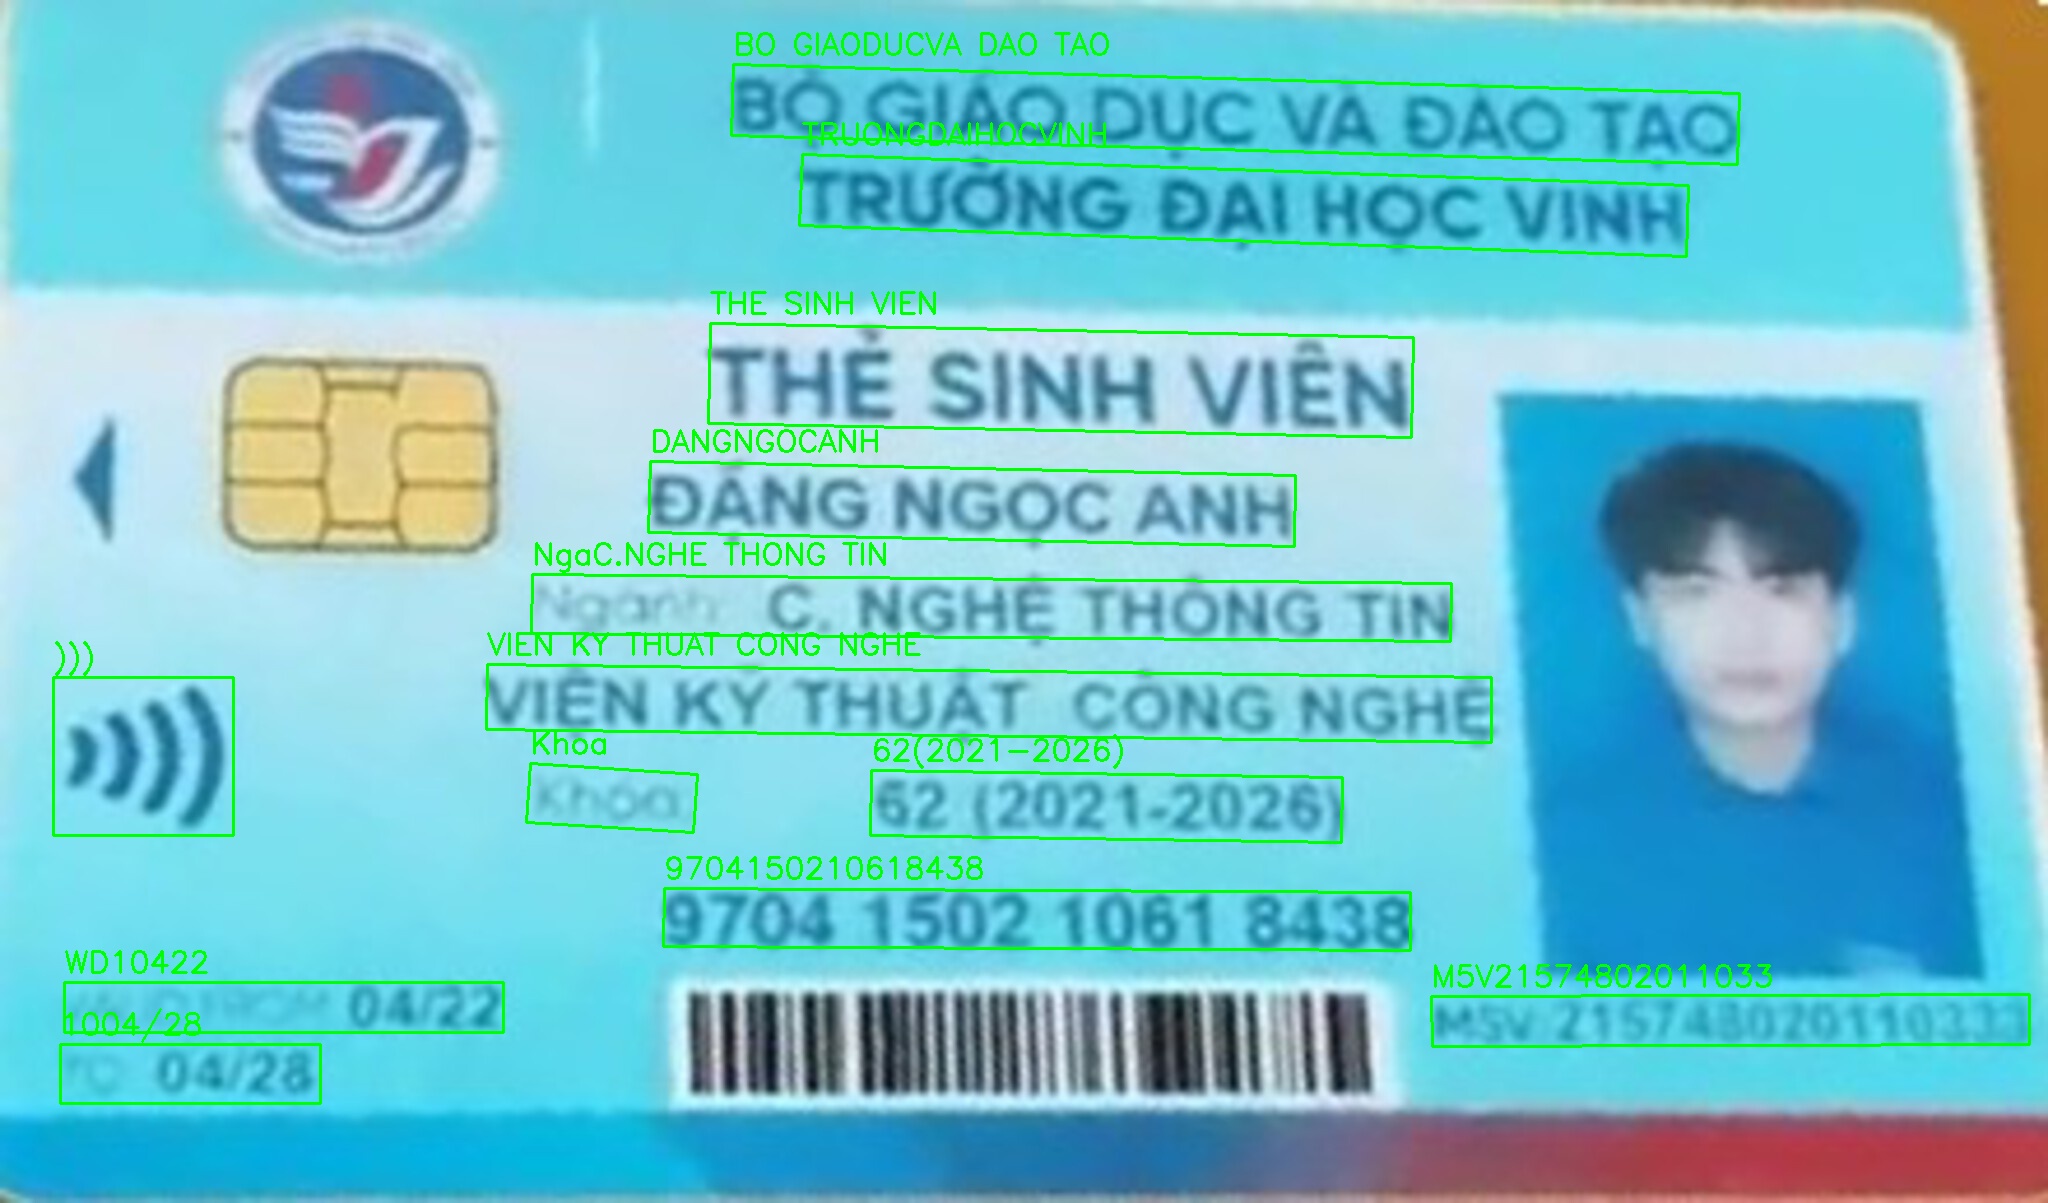 BO GIAODUCVA DAO TAO
BỘ GIÁO DỤC VÀ ĐÀO TẠO
TRUONGDAIHOCVINH
TRƯỜNG ĐẠI HỌC VINH
THE SINH VIEN
THẺ SINH VIÊN
DANGNGOCANH
ĐẶNG NGỌC ANH
NgaC.NGHE THONG TIN
Ngành: C. NGHỆ THÔNG TIN
VIEN KY THUAT CONG NGHE
VIỆN KỸ THUẬT CÔNG NGHỆ
)))
Khoa
Khóa:
62(2021-2026)
62 (2021-2026)
9704150210618438
9704 1502 1061 8438
WD10422
FROM 04/22
1004/28
TO 04/28
M5V21574802011033
MSV: 215748020110333